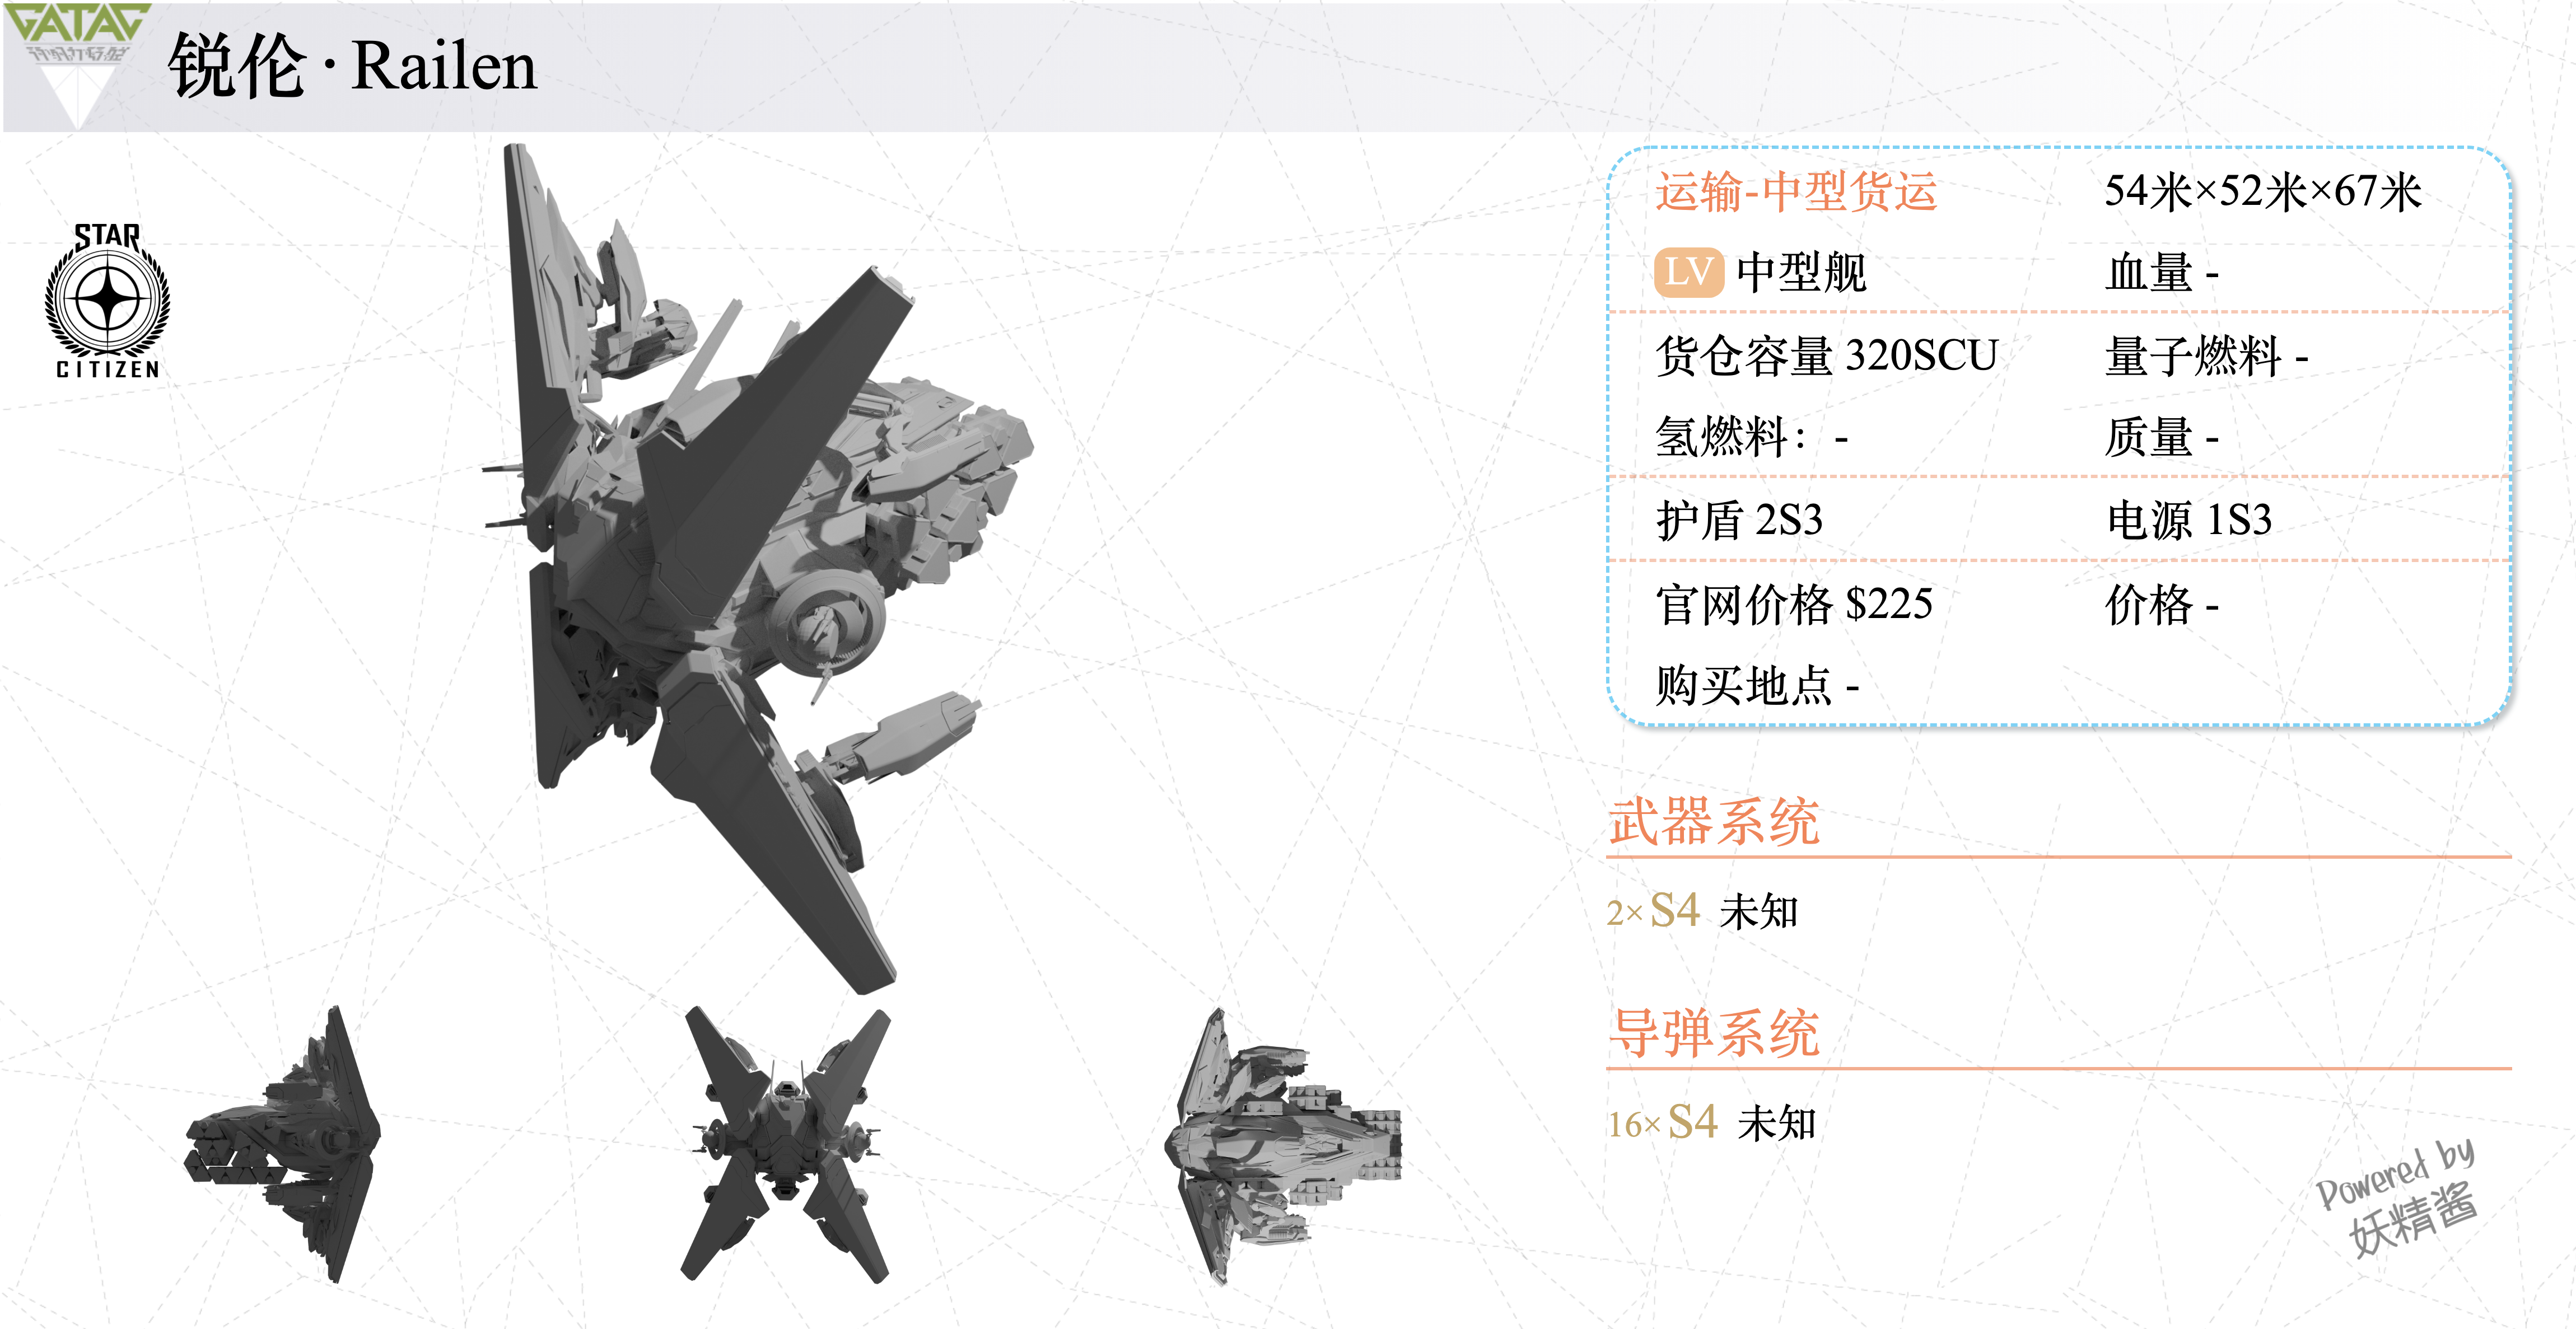 GATAC
锐伦·Railen
STAR
CITIZEN
运输-中型货运
54米×52米×67米
LV 中型舰
血量 -
货仓容量 320SCU
量子燃料 -
氢燃料： -
质量 -
护盾 2S3
电源 1S3
官网价格 $225
价格 -
购买地点 -
武器系统
2× S4 未知
导弹系统
16× S4 未知
Powered by
妖精酱